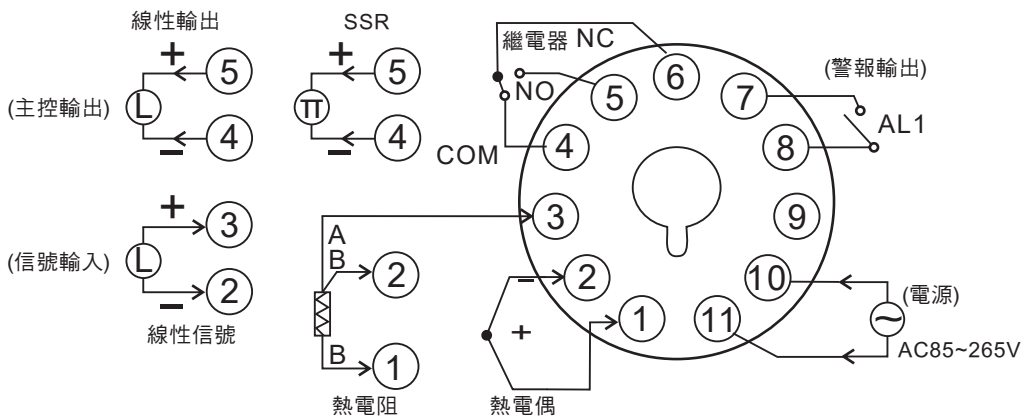 線性輸出
SSR
+ 5
(主控輸出) L
− 4
+ 5
π
− 4
繼電器 NC
NO
COM
(警報輸出)
AL1
6
5
7
4
8
3
9
2
10
1
11
+ 3
(信號輸入) L
− 2
線性信號
A
B
2
B
1
熱電阻
−
+
熱電偶
(電源)
~
AC85~265V